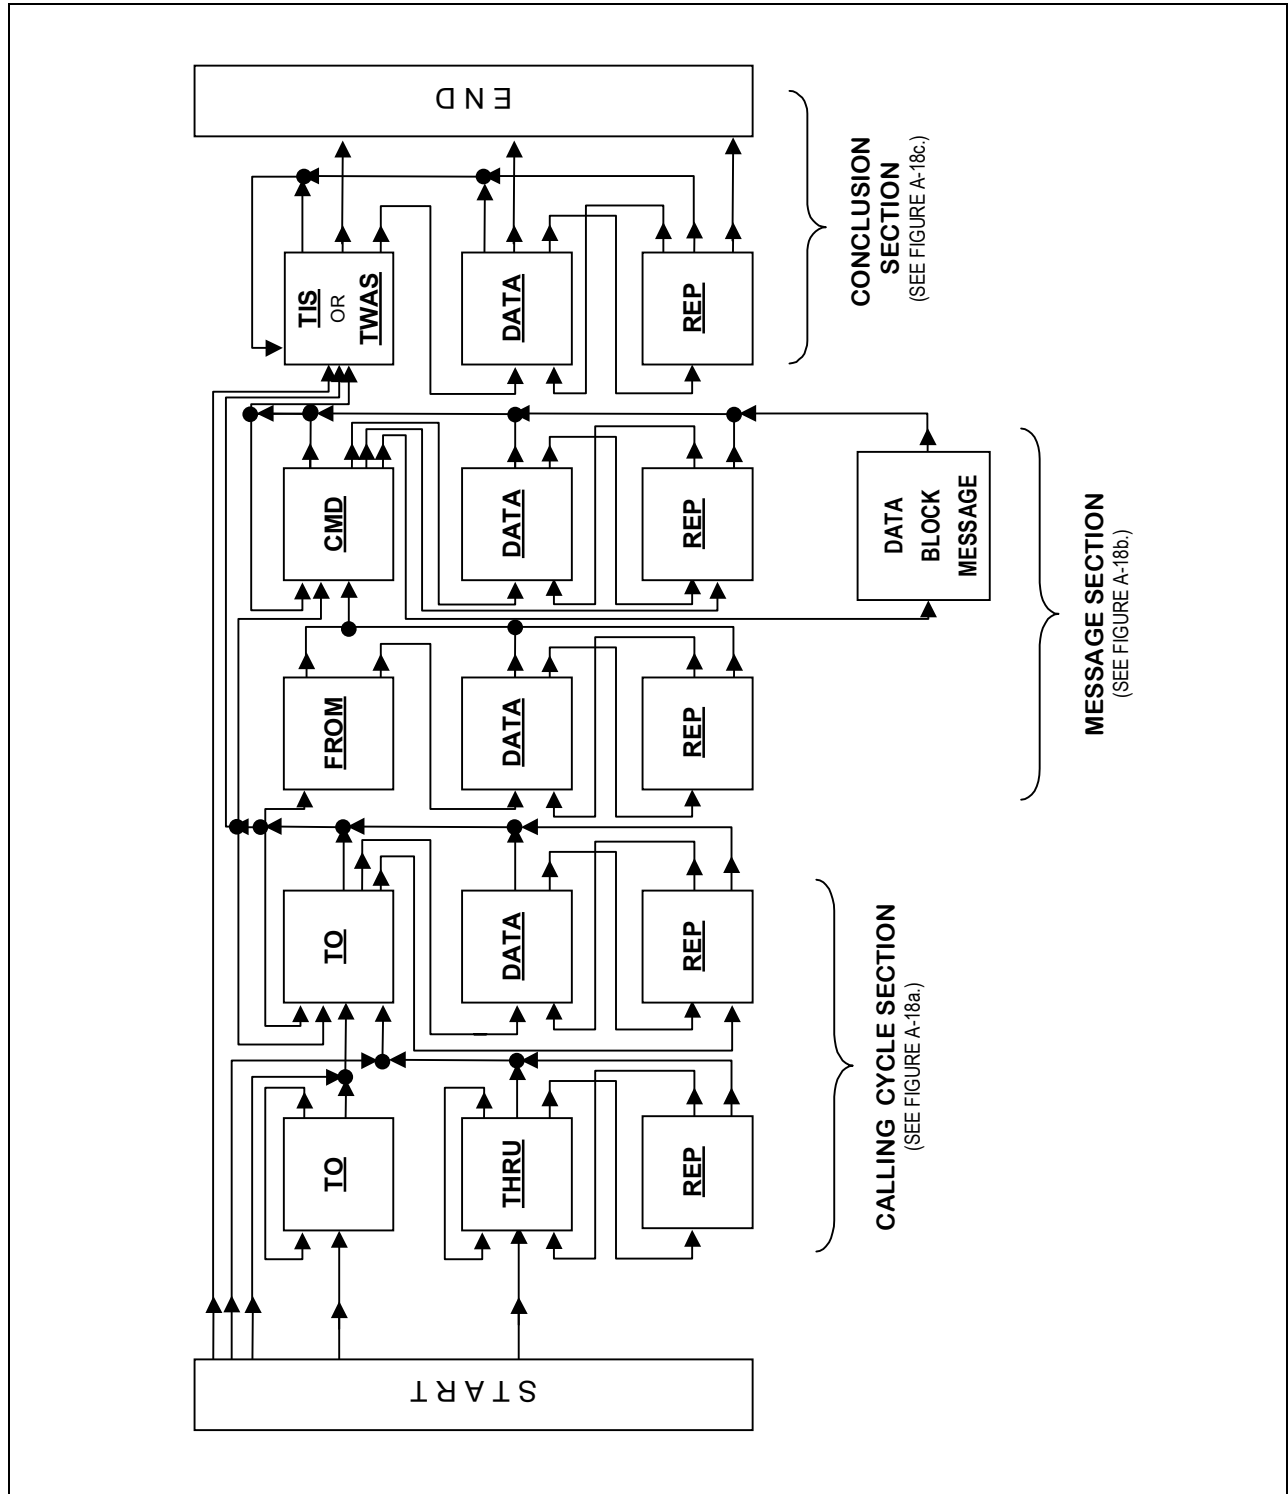 START
TO
THRU
REP
TO
DATA
REP
FROM
DATA
REP
CMD
DATA
REP
DATA
BLOCK
MESSAGE
TIS
OR
TWAS
DATA
REP
END
CALLING CYCLE SECTION
(SEE FIGURE A-18a.)
MESSAGE SECTION
(SEE FIGURE A-18b.)
CONCLUSION
SECTION
(SEE FIGURE A-18c.)